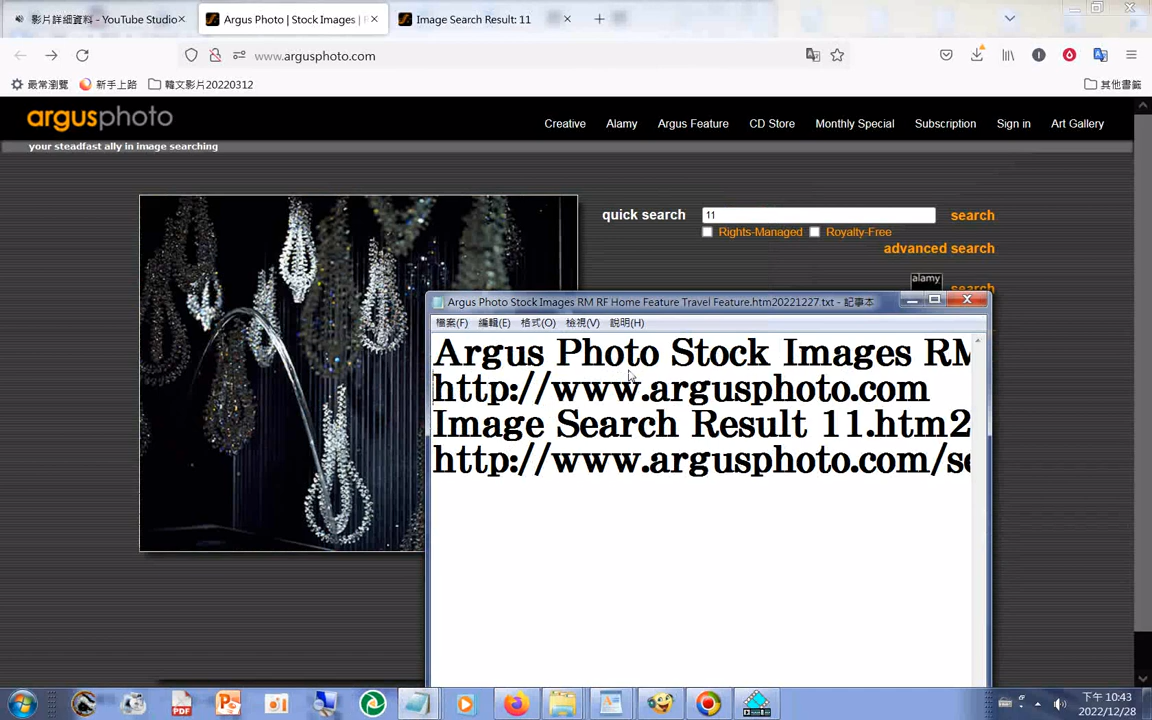 影片詳細資料 - YouTube Studio
Argus Photo | Stock Images |
Image Search Result: 11
www.argusphoto.com
最常瀏覽
新手上路
韓文影片20220312
其他書籤
argusphoto
Creative
Alamy
Argus Feature
CD Store
Monthly Special
Subscription
Sign in
Art Gallery
your steadfast ally in image searching
quick search
11
search
Rights-Managed
Royalty-Free
advanced search
alamy
search
Argus Photo Stock Images RM RF Home Feature Travel Feature.htm20221227.txt - 記事本
檔案(F) 編輯(E) 格式(O) 檢視(V) 說明(H)
Argus Photo Stock Images RM
http://www.argusphoto.com
Image Search Result 11.htm2
http://www.argusphoto.com/se
PDF
下午 10:43
2022/12/28